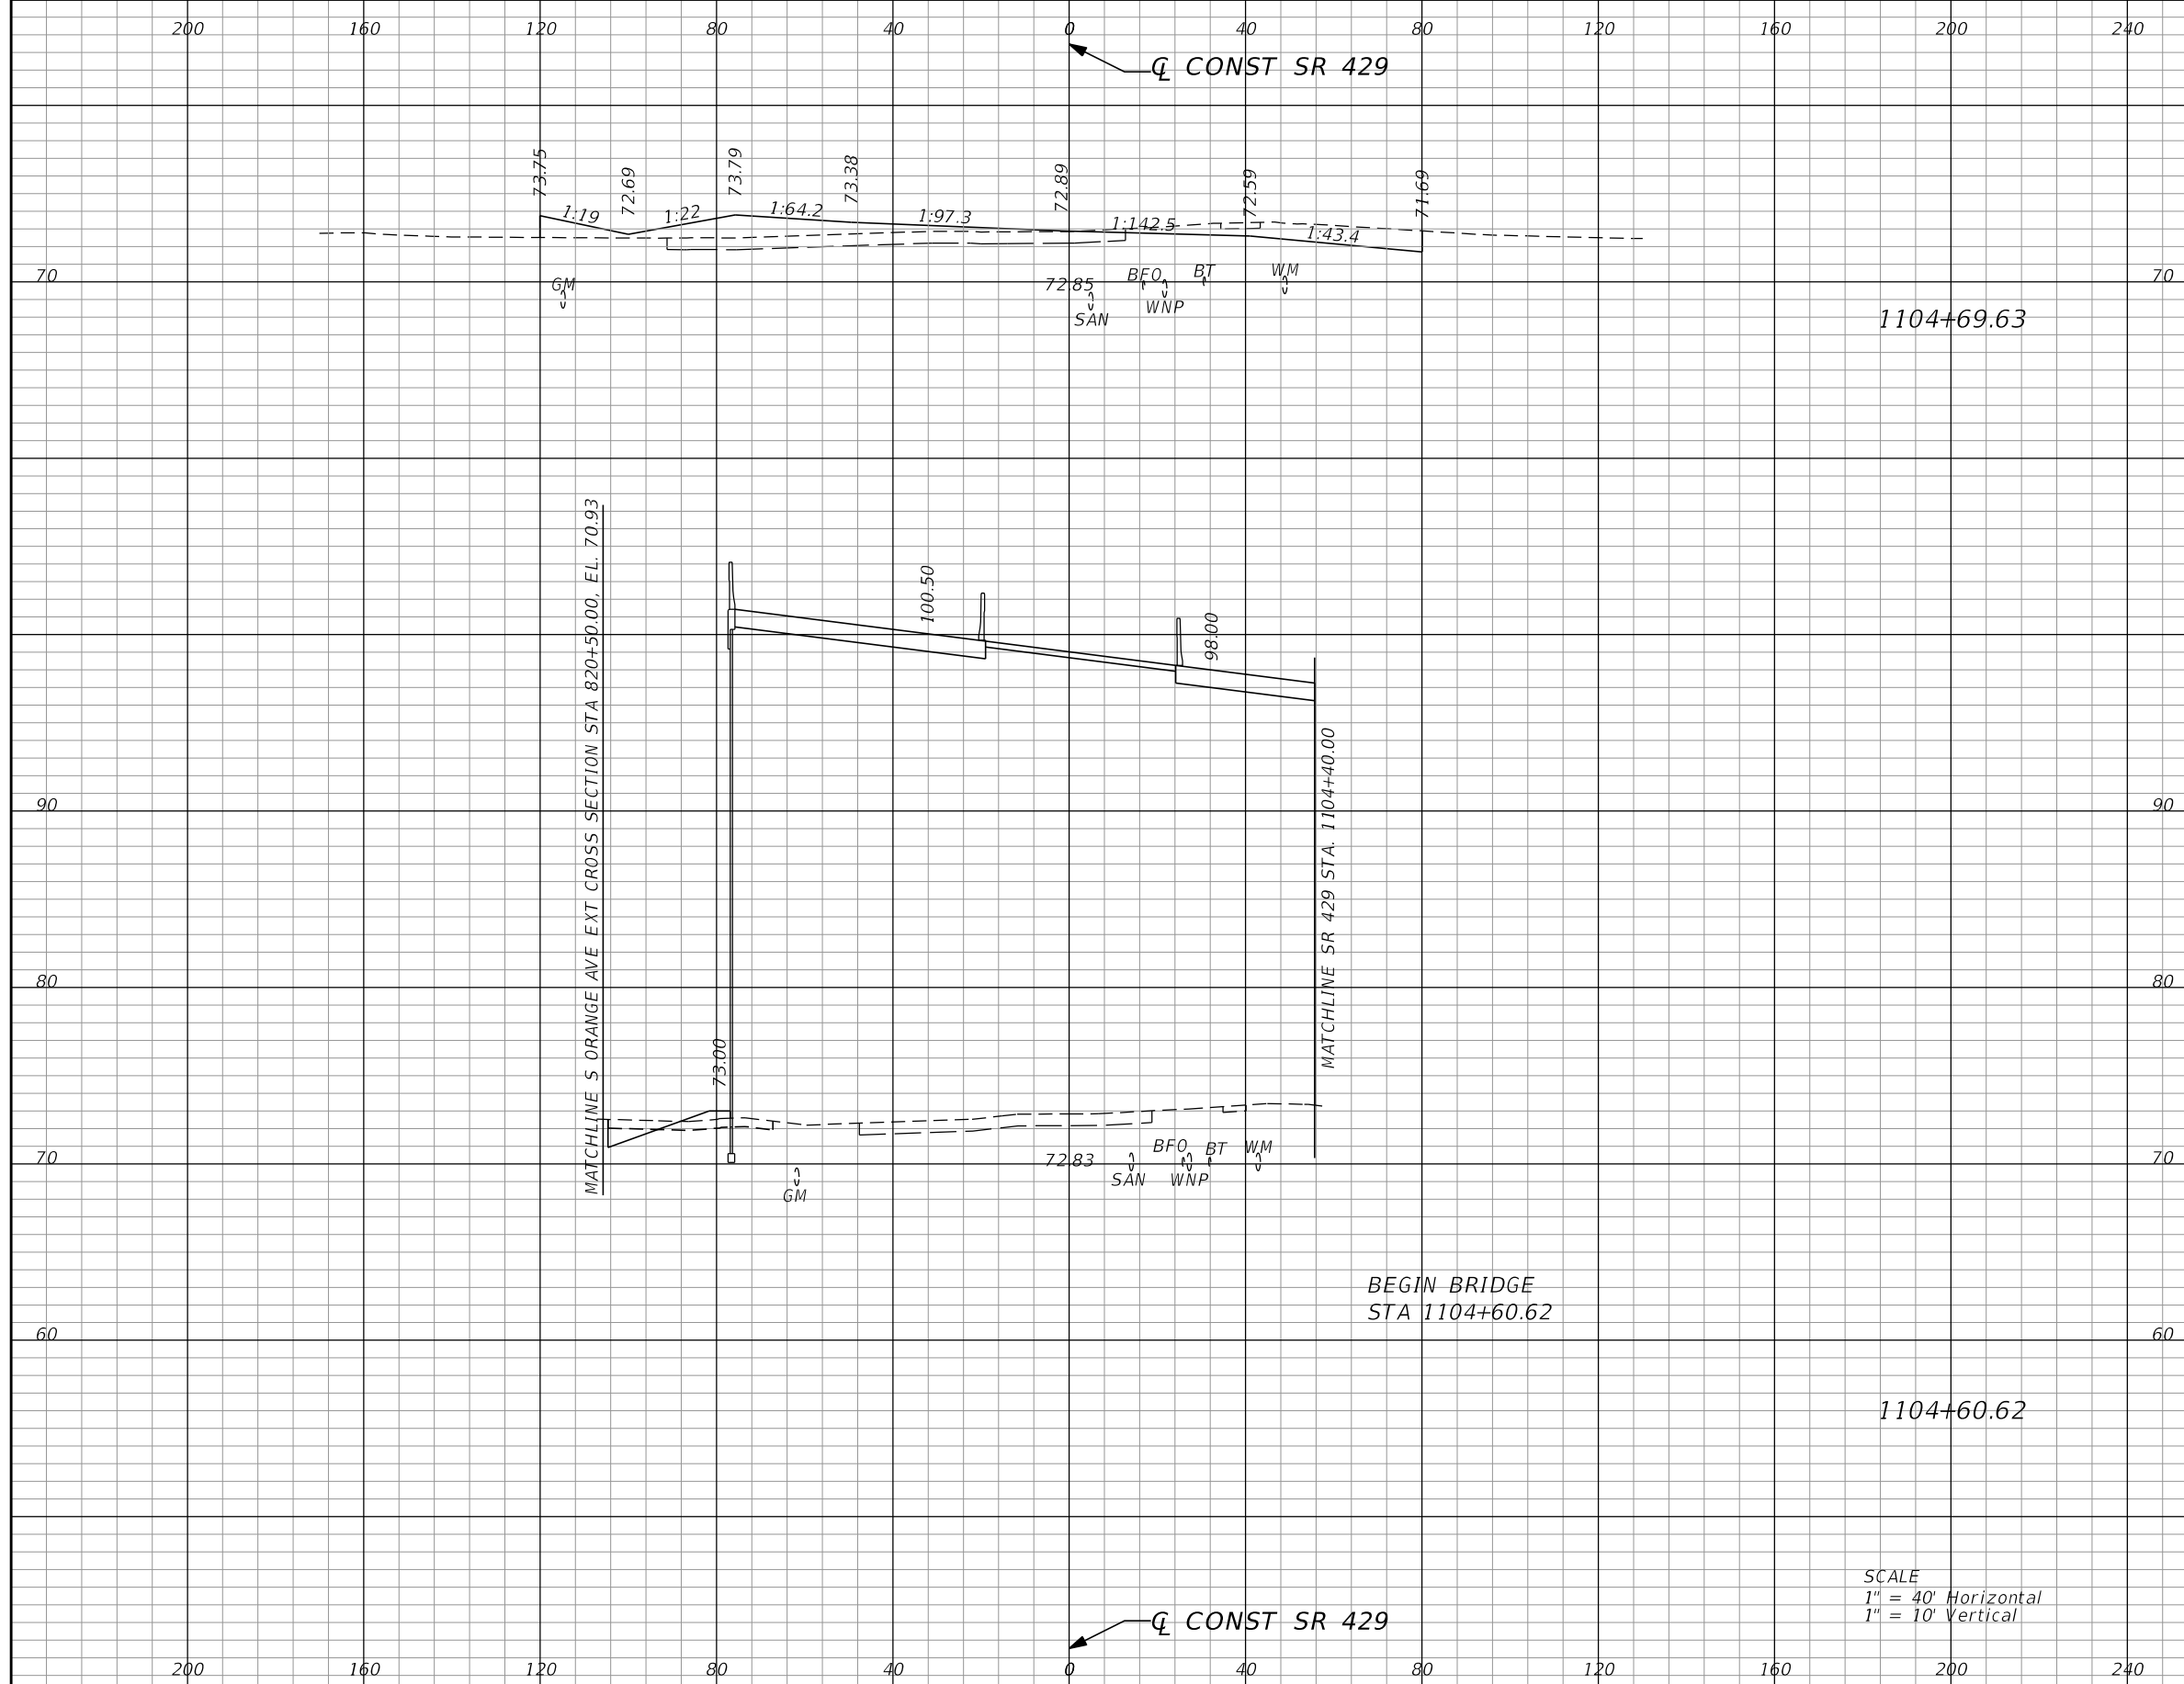 200 160 120 80 40 0 40 80 120 160 200 240
℄ CONST SR 429
73.75 72.69 73.79 73.38 72.89 72.59 71.69
1:19 1:22 1:64.2 1:97.3 1:142.5 1:43.4
70 GM 72.85 BFO BT WM 70
SAN WNP
1104+69.63
MATCHLINE S ORANGE AVE EXT CROSS SECTION STA 820+50.00, EL. 70.93
100.50
98.00
MATCHLINE SR 429 STA. 1104+40.00
90 90
80 80
73.00
70 72.83 BFO BT WM 70
GM SAN WNP
BEGIN BRIDGE
STA 1104+60.62
60 60
1104+60.62
SCALE
1" = 40' Horizontal
1" = 10' Vertical
℄ CONST SR 429
200 160 120 80 40 0 40 80 120 160 200 240